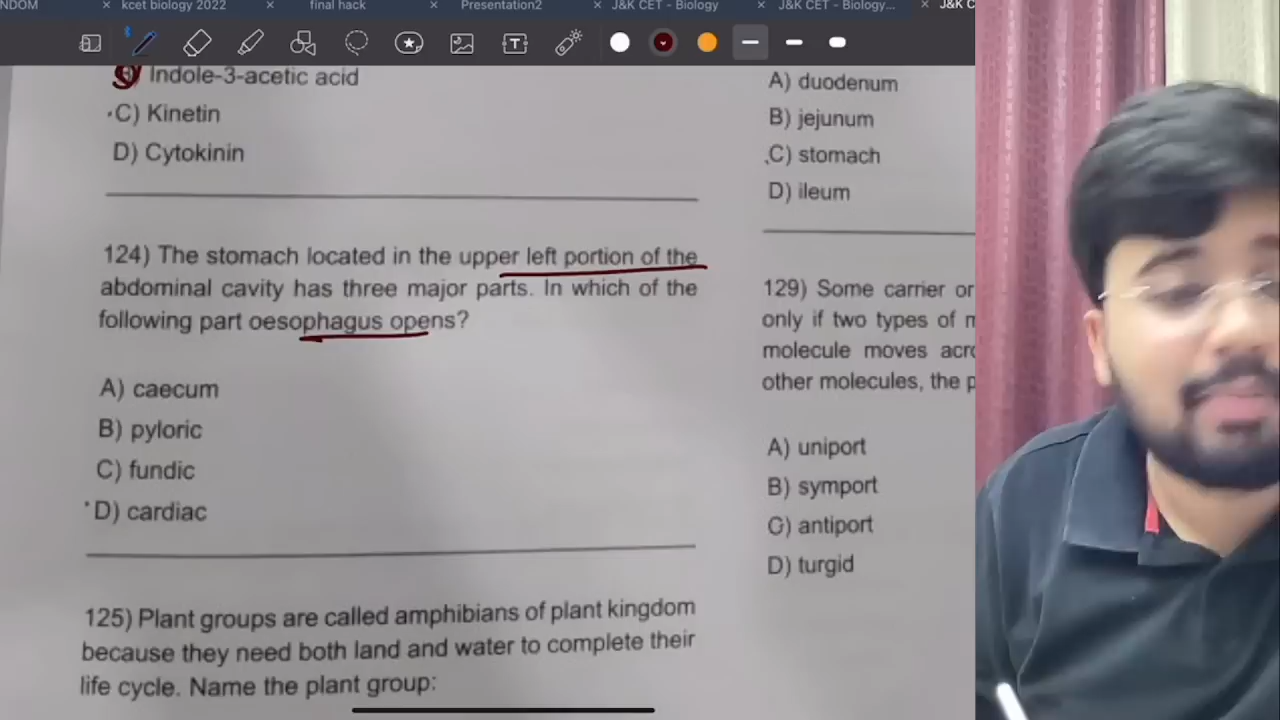 NDOM
kcet biology 2022
final hack
Presentation2
J&K CET - Biology
J&K CET - Biology...
J&K C
Indole-3-acetic acid
C) Kinetin
D) Cytokinin
124) The stomach located in the upper left portion of the
abdominal cavity has three major parts. In which of the
following part oesophagus opens?
A) caecum
B) pyloric
C) fundic
D) cardiac
125) Plant groups are called amphibians of plant kingdom
because they need both land and water to complete their
life cycle. Name the plant group:
A) duodenum
B) jejunum
C) stomach
D) ileum
129) Some carrier or
only if two types of m
molecule moves acro
other molecules, the p
A) uniport
B) symport
C) antiport
D) turgid